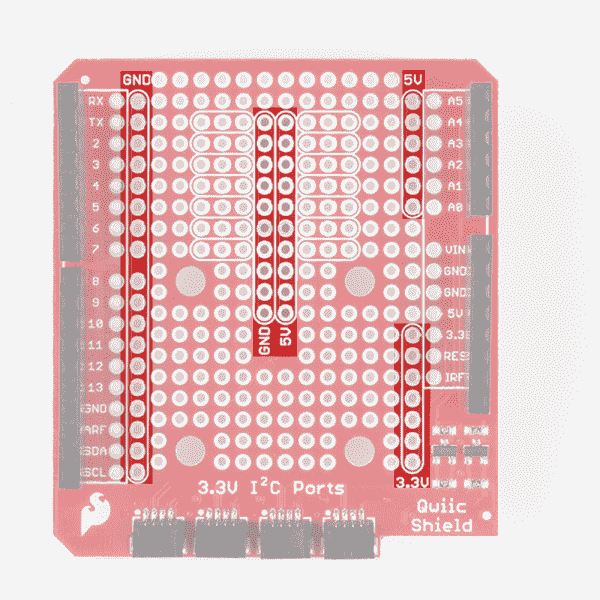 GND
5V
RX
A5
TX
A4
2
A3
3
A2
4
A1
5
A0
6
7
VIN
8
GND
9
GND
10
5V
11
3.3
12
RES
13
IRF
GND
ARF
SDA
SCL
GND
5V
3.3V
3.3V I²C Ports
Quiic
Shield